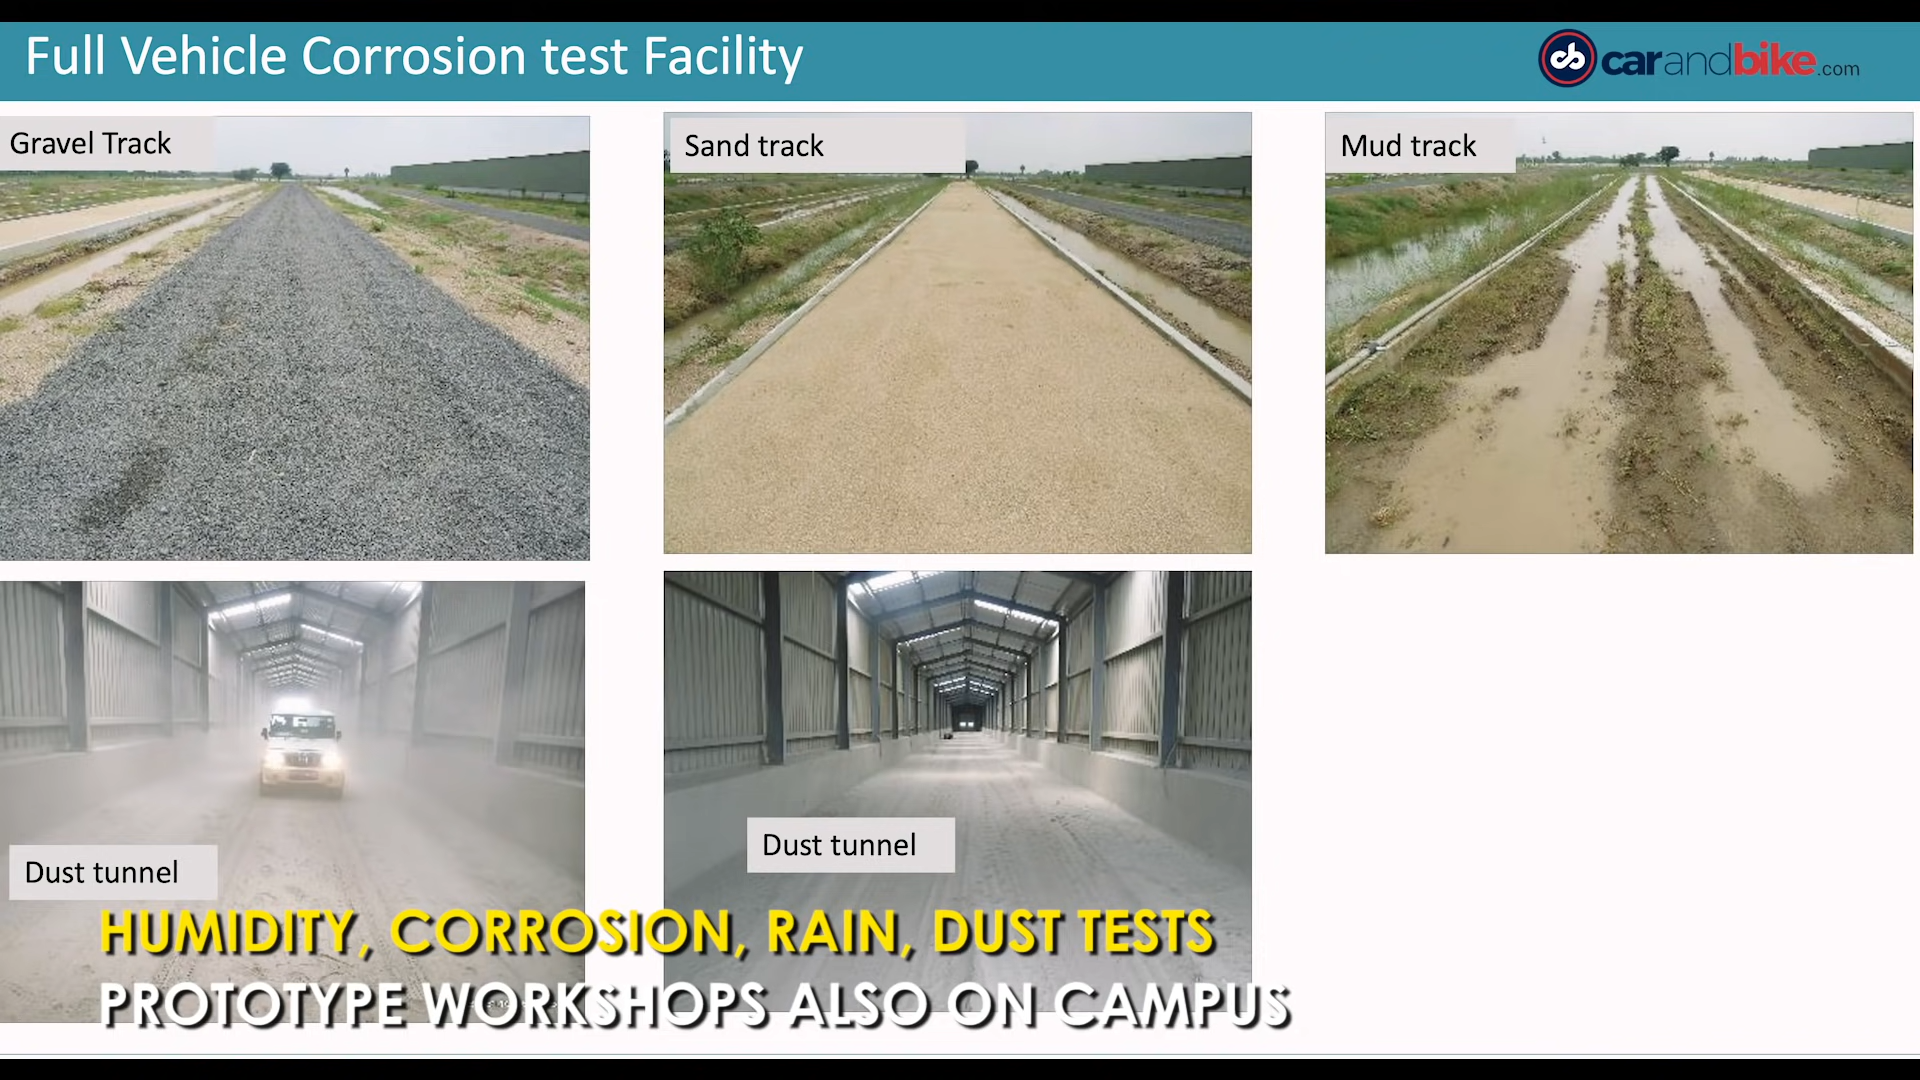 Full Vehicle Corrosion test Facility
cb carandbike.com
Gravel Track
Sand track
Mud track
Dust tunnel
Dust tunnel
HUMIDITY, CORROSION, RAIN, DUST TESTS
PROTOTYPE WORKSHOPS ALSO ON CAMPUS